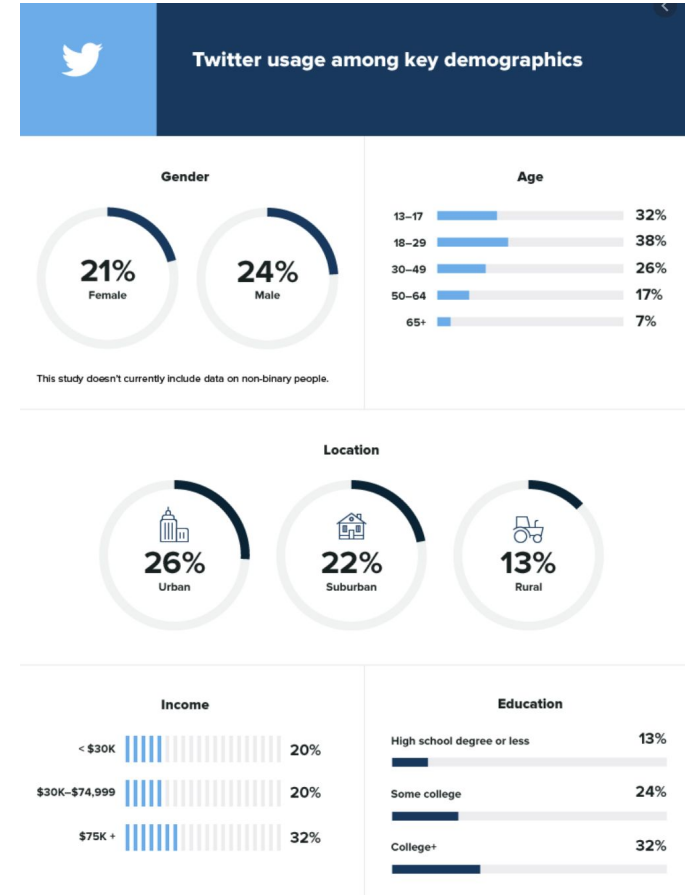 Twitter usage among key demographics
Gender
21%
Female
24%
Male
This study doesn't currently include data on non-binary people.
Age
13–17 32%
18–29 38%
30–49 26%
50–64 17%
65+ 7%
Location
26%
Urban
22%
Suburban
13%
Rural
Income
< $30K 20%
$30K–$74,999 20%
$75K + 32%
Education
High school degree or less 13%
Some college 24%
College+ 32%